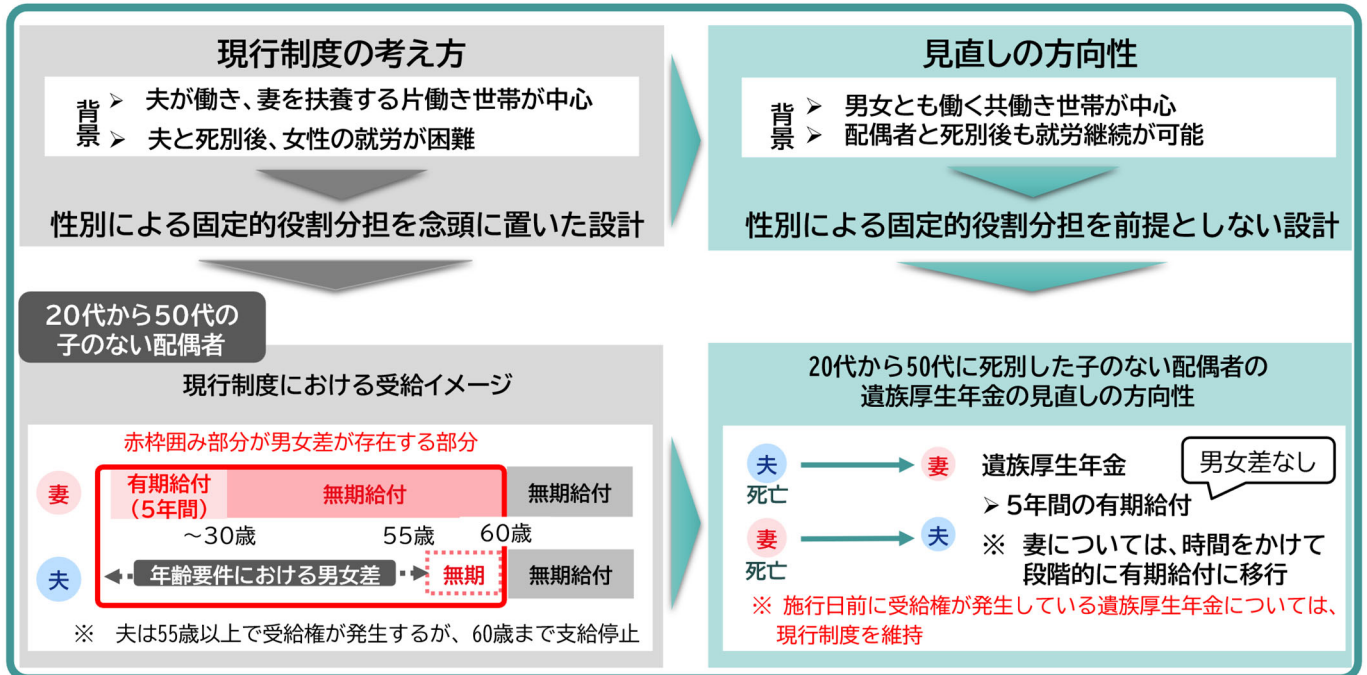 現行制度の考え方
背景
➢ 夫が働き、妻を扶養する片働き世帯が中心
➢ 夫と死別後、女性の就労が困難
性別による固定的役割分担を念頭に置いた設計
見直しの方向性
背景
➢ 男女とも働く共働き世帯が中心
➢ 配偶者と死別後も就労継続が可能
性別による固定的役割分担を前提としない設計
20代から50代の
子のない配偶者
現行制度における受給イメージ
赤枠囲み部分が男女差が存在する部分
妻
有期給付
（5年間）
無期給付
無期給付
～30歳 55歳 60歳
夫
年齢要件における男女差
無期
無期給付
※ 夫は55歳以上で受給権が発生するが、60歳まで支給停止
20代から50代に死別した子のない配偶者の
遺族厚生年金の見直しの方向性
夫
死亡
妻
遺族厚生年金
男女差なし
➢ 5年間の有期給付
妻
死亡
夫
※ 妻については、時間をかけて
段階的に有期給付に移行
※ 施行日前に受給権が発生している遺族厚生年金については、
現行制度を維持